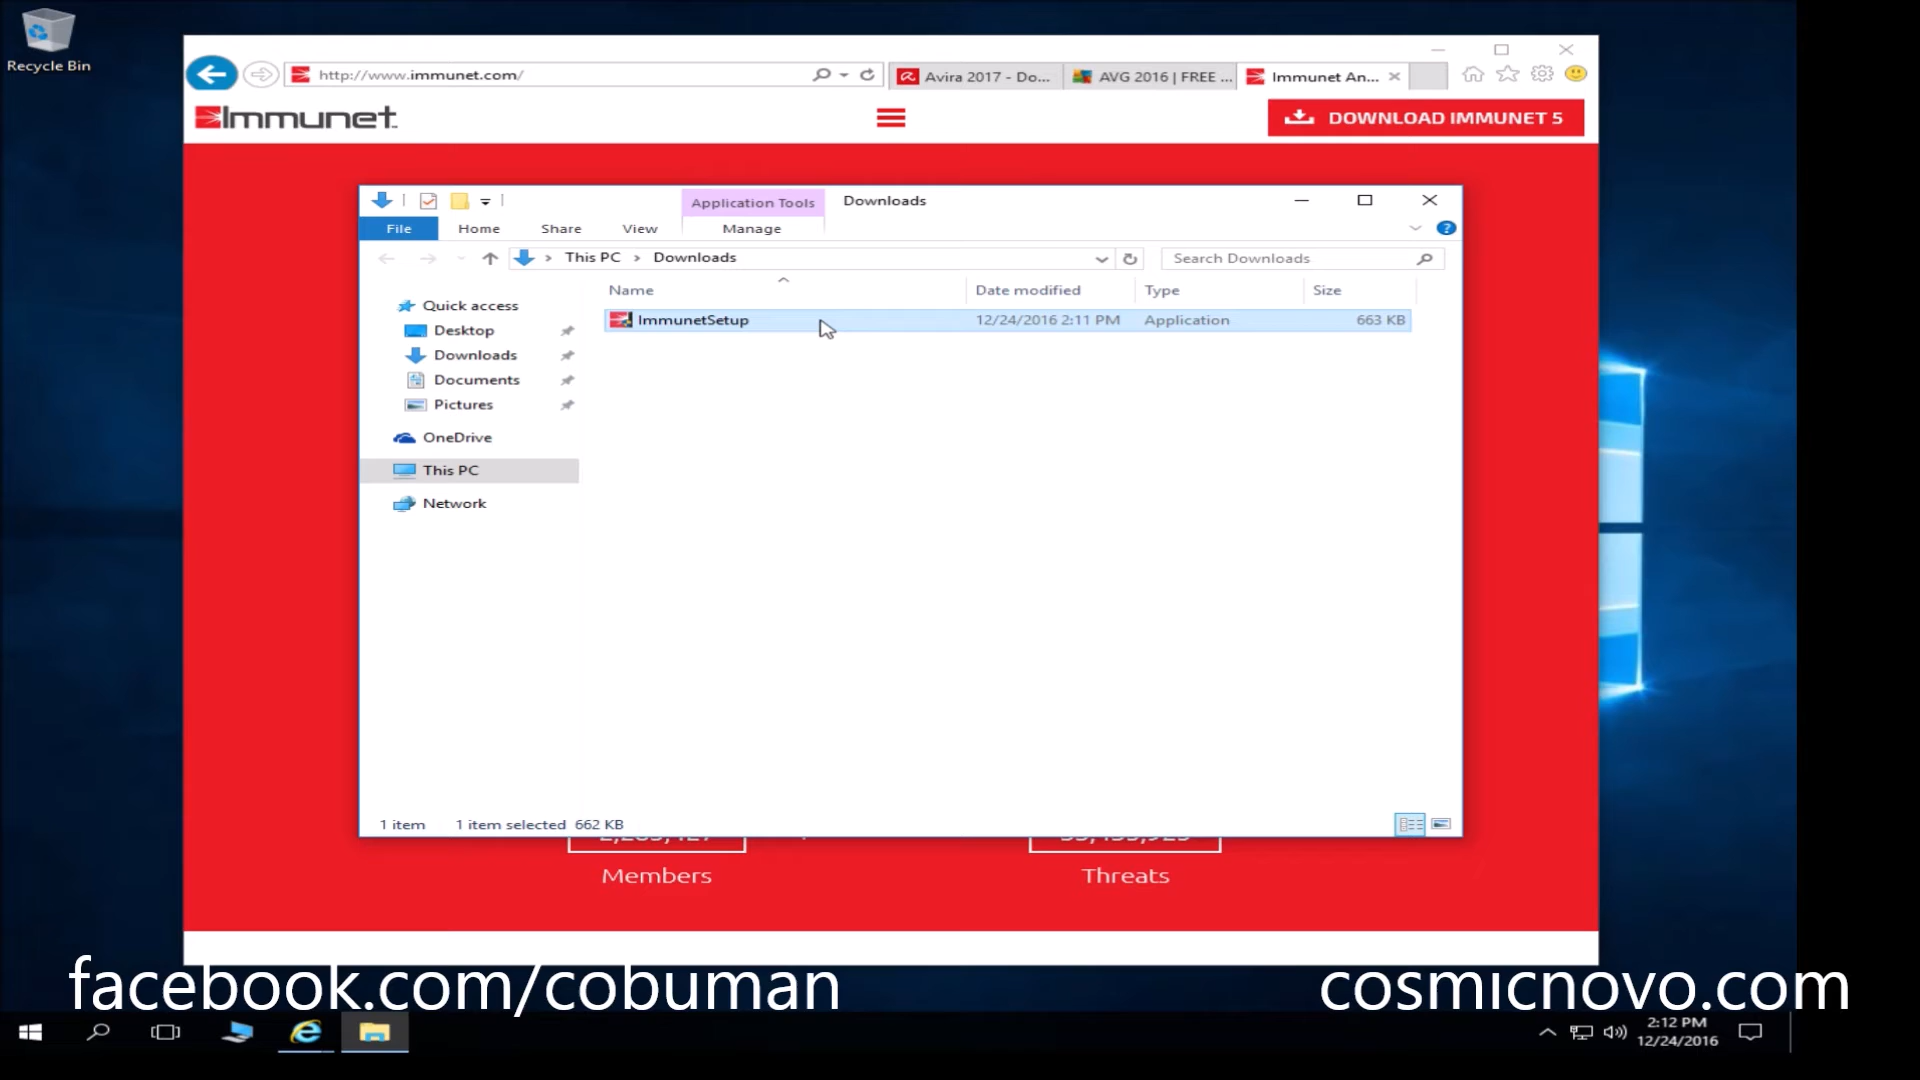 Recycle Bin
http://www.immunet.com/
Avira 2017 - Do...
AVG 2016 | FREE ...
Immunet An...
Immunet
DOWNLOAD IMMUNET 5
Application Tools
Downloads
File
Home
Share
View
Manage
This PC
Downloads
Search Downloads
Name
Date modified
Type
Size
Quick access
Desktop
Downloads
Documents
Pictures
OneDrive
This PC
Network
ImmunetSetup
12/24/2016 2:11 PM
Application
663 KB
1 item
1 item selected 662 KB
Members
Threats
facebook.com/cobuman
cosmicnovo.com
2:12 PM
12/24/2016